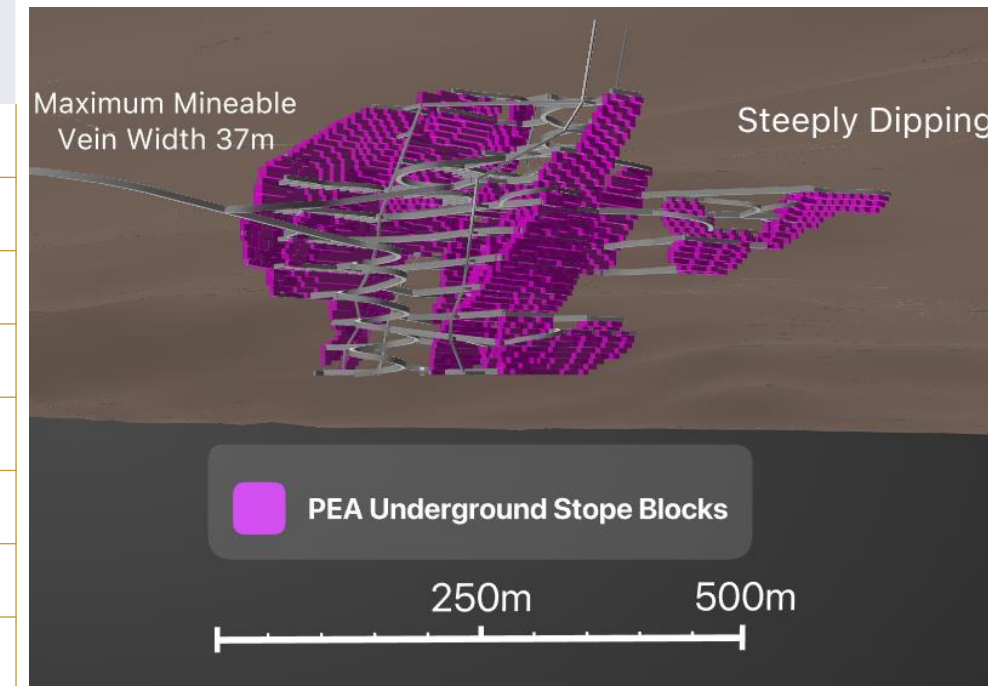 Maximum Mineable
Vein Width 37m
Steeply Dipping
PEA Underground Stope Blocks
250m
500m